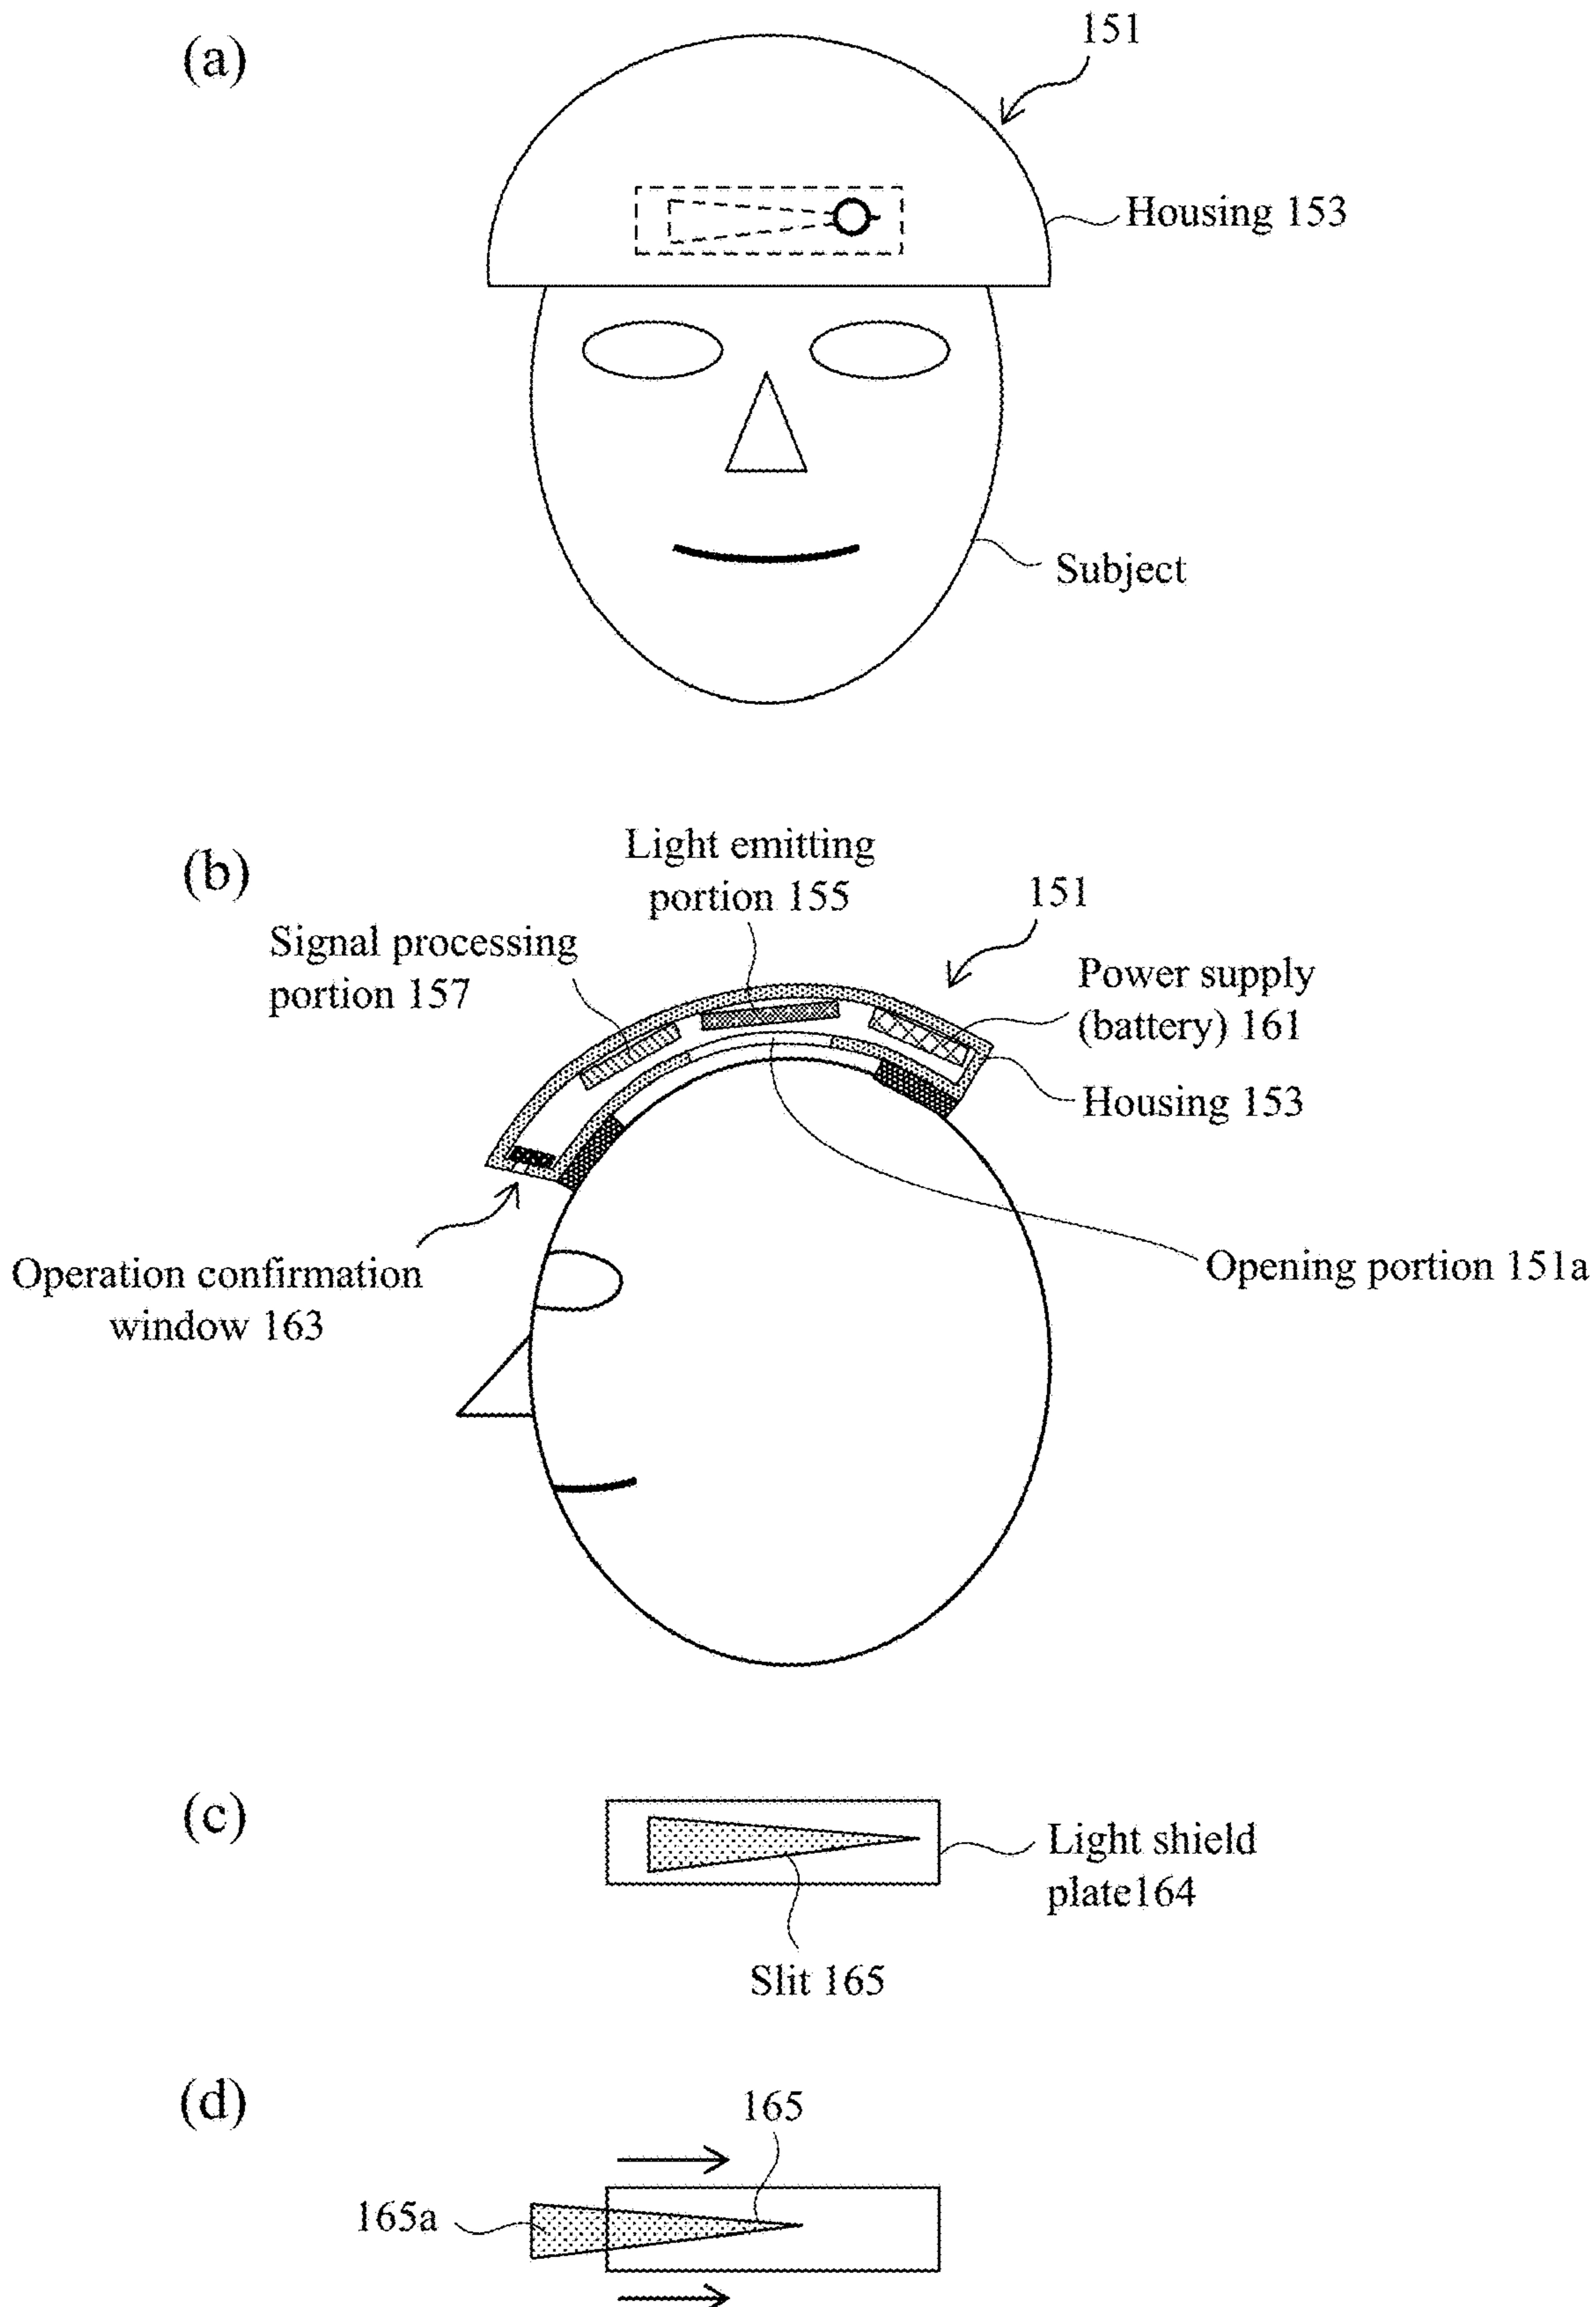 (a)
151
Housing 153
Subject
(b)
Light emitting
portion 155
151
Signal processing
portion 157
Power supply
(battery) 161
Housing 153
Operation confirmation
window 163
Opening portion 151a
(c)
Light shield
plate164
Slit 165
(d)
165
165a